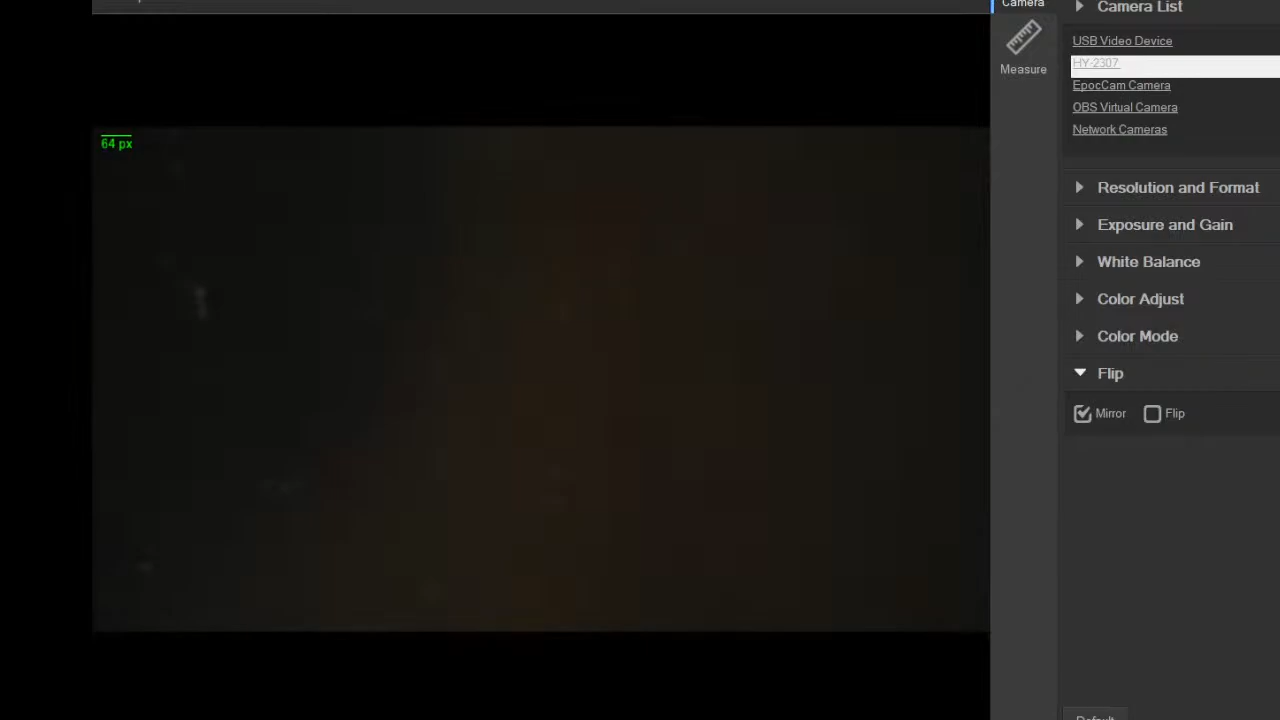 Camera
Camera List
Measure
USB Video Device
HY-2307
EpocCam Camera
OBS Virtual Camera
Network Cameras
64 px
Resolution and Format
Exposure and Gain
White Balance
Color Adjust
Color Mode
Flip
Mirror
Flip
Default